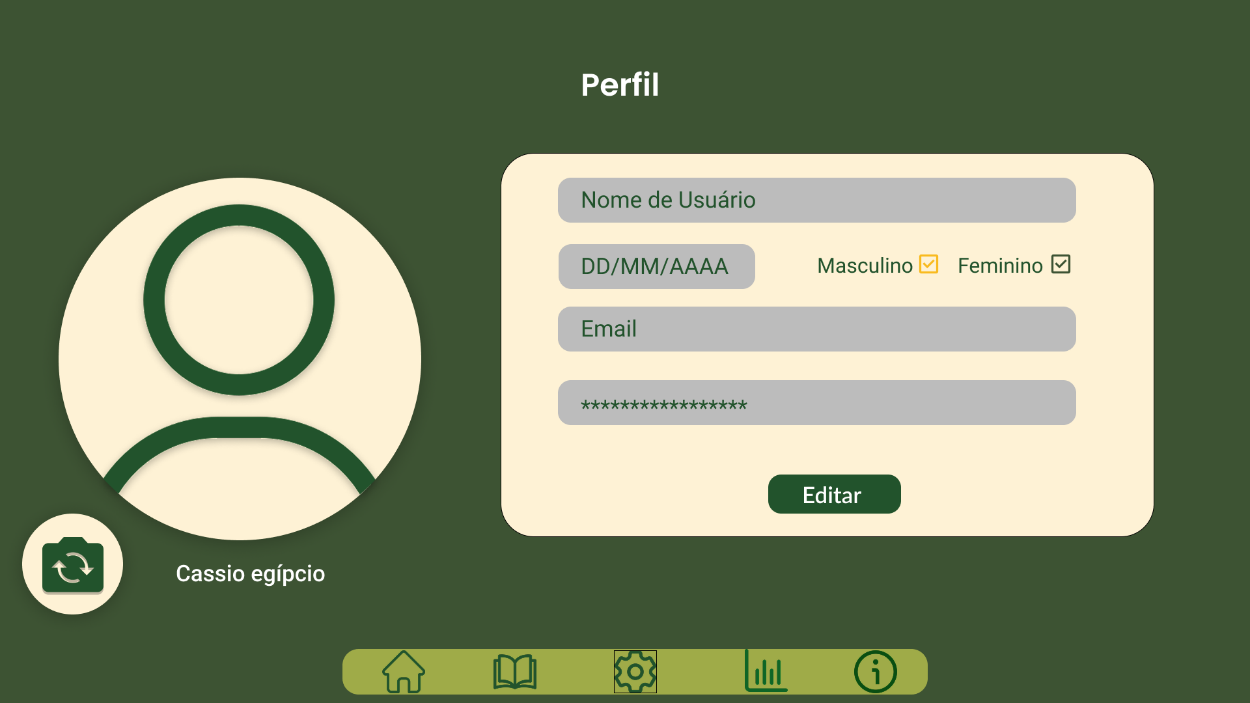 Perfil
Nome de Usuário
DD/MM/AAAA
Masculino Feminino
Email
*****************
Editar
Cassio egípcio